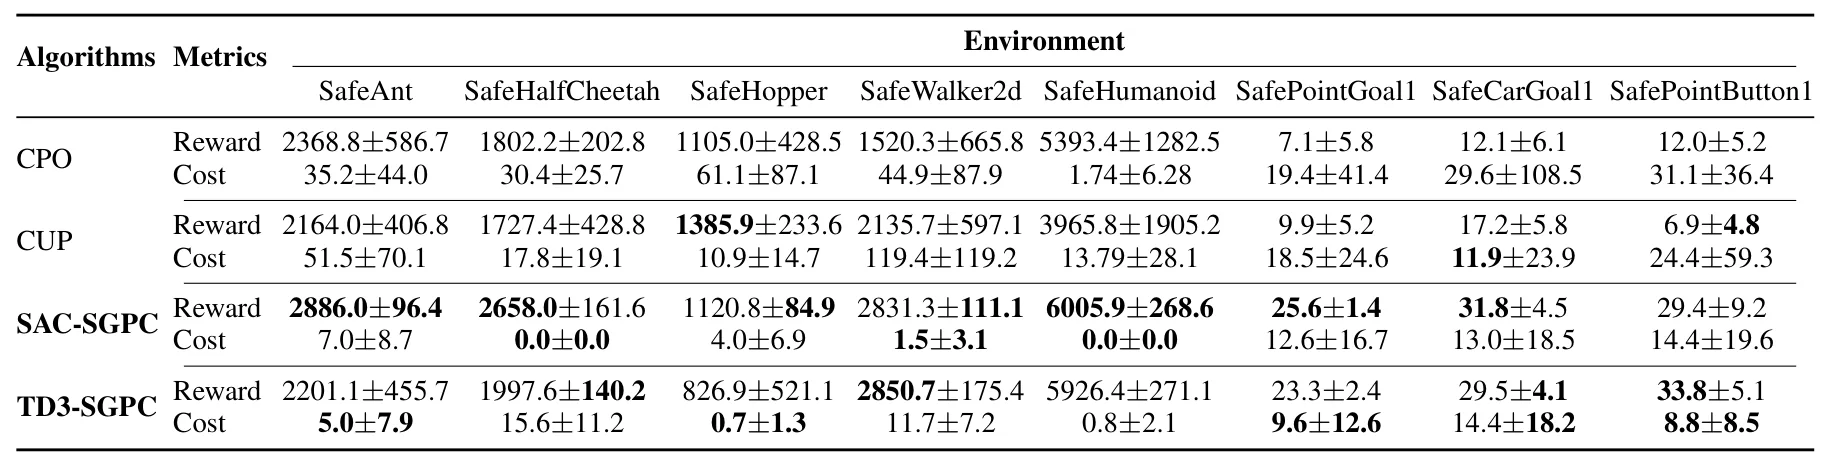 Environment
Algorithms Metrics
SafeAnt SafeHalfCheetah SafeHopper SafeWalker2d SafeHumanoid SafePointGoal1 SafeCarGoal1 SafePointButton1
CPO
Reward 2368.8±586.7 1802.2±202.8 1105.0±428.5 1520.3±665.8 5393.4±1282.5 7.1±5.8 12.1±6.1 12.0±5.2
Cost 35.2±44.0 30.4±25.7 61.1±87.1 44.9±87.9 1.74±6.28 19.4±41.4 29.6±108.5 31.1±36.4
CUP
Reward 2164.0±406.8 1727.4±428.8 1385.9±233.6 2135.7±597.1 3965.8±1905.2 9.9±5.2 17.2±5.8 6.9±4.8
Cost 51.5±70.1 17.8±19.1 10.9±14.7 119.4±119.2 13.79±28.1 18.5±24.6 11.9±23.9 24.4±59.3
SAC-SGPC
Reward 2886.0±96.4 2658.0±161.6 1120.8±84.9 2831.3±111.1 6005.9±268.6 25.6±1.4 31.8±4.5 29.4±9.2
Cost 7.0±8.7 0.0±0.0 4.0±6.9 1.5±3.1 0.0±0.0 12.6±16.7 13.0±18.5 14.4±19.6
TD3-SGPC
Reward 2201.1±455.7 1997.6±140.2 826.9±521.1 2850.7±175.4 5926.4±271.1 23.3±2.4 29.5±4.1 33.8±5.1
Cost 5.0±7.9 15.6±11.2 0.7±1.3 11.7±7.2 0.8±2.1 9.6±12.6 14.4±18.2 8.8±8.5